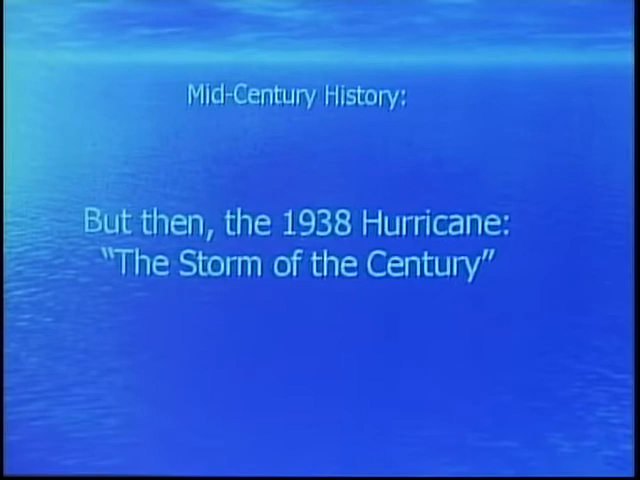 Mid-Century History:
But then, the 1938 Hurricane:
“The Storm of the Century”